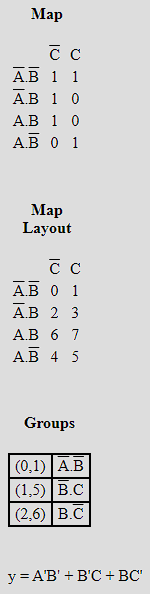 Map
C̅ C
A̅.B̅ 1 1
A̅.B 1 0
A.B 1 0
A.B̅ 0 1
Map
Layout
C̅ C
A̅.B̅ 0 1
A̅.B 2 3
A.B 6 7
A.B̅ 4 5
Groups
(0,1) A̅.B̅
(1,5) B̅.C
(2,6) B.C̅
y = A'B' + B'C + BC'